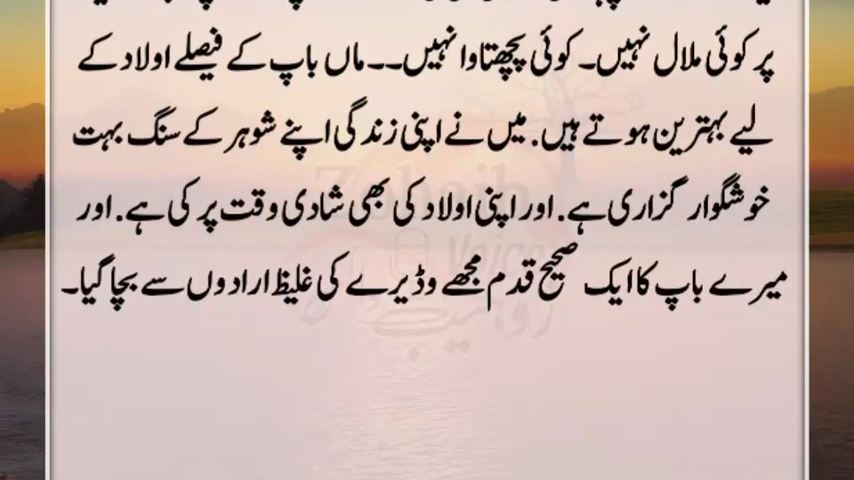 پر کوئی ملال نہیں۔ کوئی پچھتاوا نہیں۔۔ ماں باپ کے فیصلے اولاد کے
لیے بہترین ہوتے ہیں. میں نے اپنی زندگی اپنے شوہر کے سنگ بہت
خوشگوار گزاری ہے. اور اپنی اولاد کی بھی شادی وقت پر کی ہے. اور
میرے باپ کا ایک صحیح قدم مجھے وڈیرے کی غلیظ ارادوں سے بچا گیا۔
Zohaib
Voice